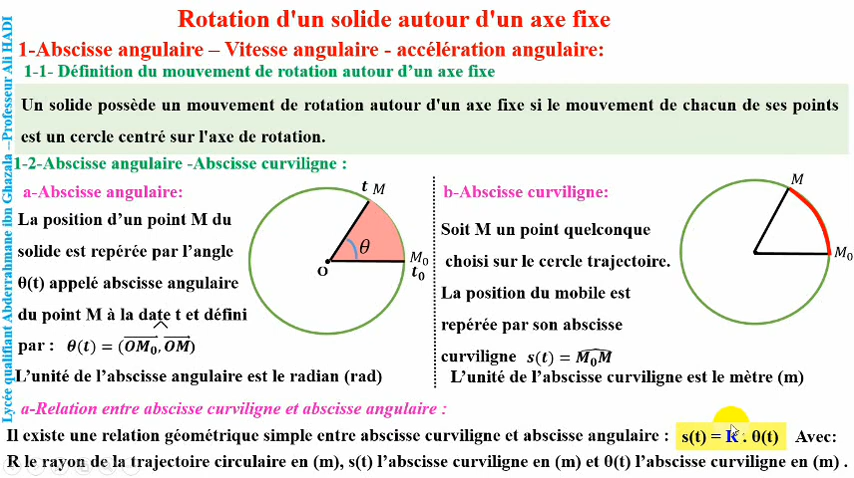 Rotation d'un solide autour d'un axe fixe
1-Abscisse angulaire – Vitesse angulaire - accélération angulaire:
1-1- Définition du mouvement de rotation autour d'un axe fixe
Un solide possède un mouvement de rotation autour d'un axe fixe si le mouvement de chacun de ses points
est un cercle centré sur l'axe de rotation.
1-2-Abscisse angulaire -Abscisse curviligne :
a-Abscisse angulaire:
La position d'un point M du
solide est repérée par l'angle
θ(t) appelé abscisse angulaire
du point M à la date t et défini
par : θ(t) = (OM₀, OM)
L'unité de l'abscisse angulaire est le radian (rad)
t M
θ
O
M₀
t₀
b-Abscisse curviligne:
Soit M un point quelconque
choisi sur le cercle trajectoire.
La position du mobile est
repérée par son abscisse
curviligne s(t) = M₀M
L'unité de l'abscisse curviligne est le mètre (m)
M
M₀
a-Relation entre abscisse curviligne et abscisse angulaire :
Il existe une relation géométrique simple entre abscisse curviligne et abscisse angulaire : s(t) = R . θ(t) Avec:
R le rayon de la trajectoire circulaire en (m), s(t) l'abscisse curviligne en (m) et θ(t) l'abscisse curviligne en (m) .
Lycée qualifiant Abderrahmane ibn Ghazala –Professeur Ali HADI